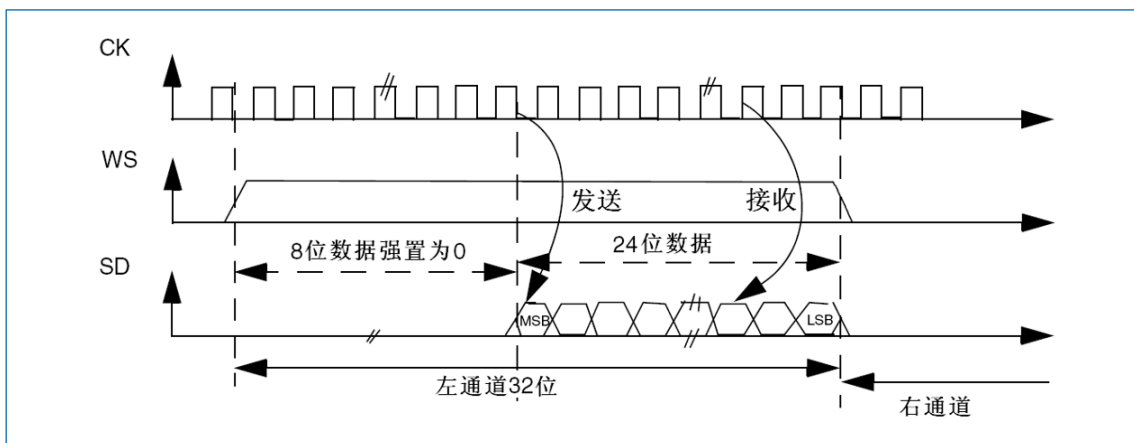 CK
WS
发送
接收
8位数据强置为0
24位数据
SD
MSB
LSB
左通道32位
右通道